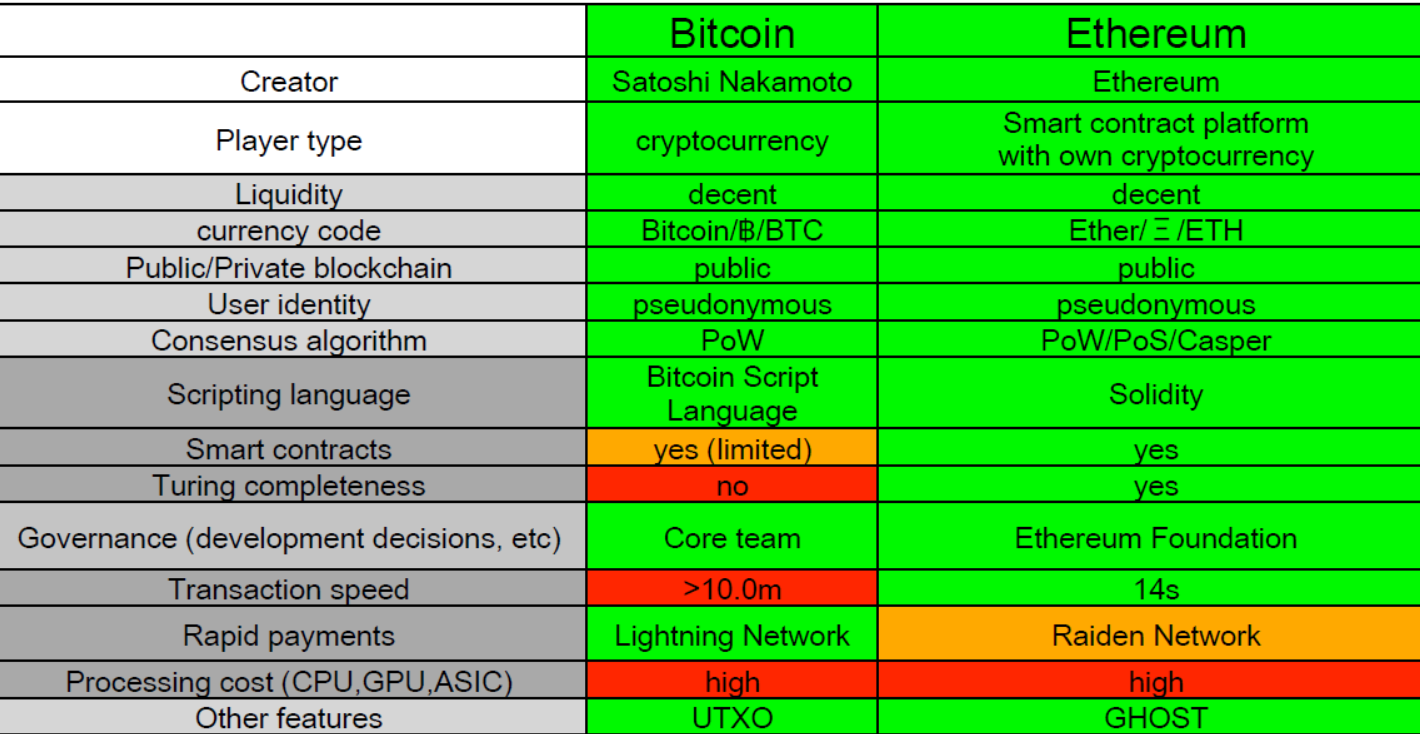 Bitcoin Ethereum
Creator Satoshi Nakamoto Ethereum
Player type cryptocurrency Smart contract platform
with own cryptocurrency
Liquidity decent decent
currency code Bitcoin/฿/BTC Ether/Ξ/ETH
Public/Private blockchain public public
User identity pseudonymous pseudonymous
Consensus algorithm PoW PoW/PoS/Casper
Scripting language Bitcoin Script
Language Solidity
Smart contracts yes (limited) yes
Turing completeness no yes
Governance (development decisions, etc) Core team Ethereum Foundation
Transaction speed >10.0m 14s
Rapid payments Lightning Network Raiden Network
Processing cost (CPU,GPU,ASIC) high high
Other features UTXO GHOST